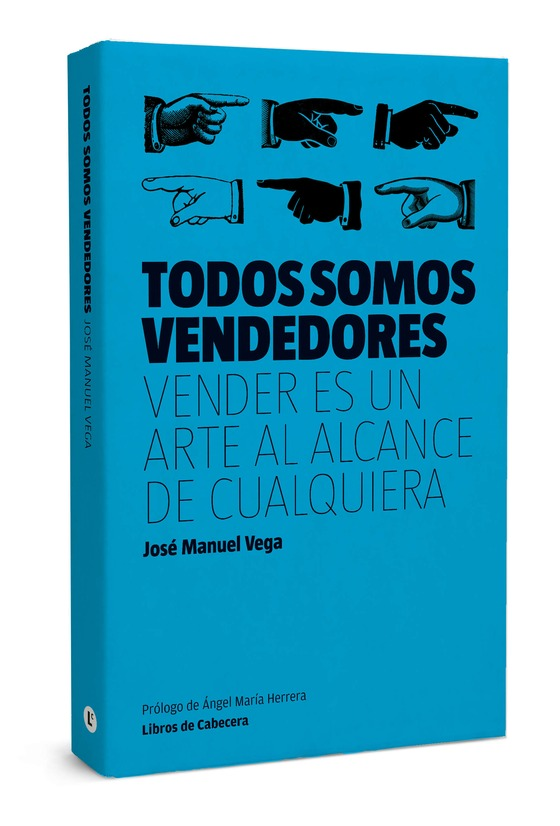 TODOS SOMOS VENDEDORES JOSÉ MANUEL VEGA
Lc
TODOS SOMOS
VENDEDORES
VENDER ES UN
ARTE AL ALCANCE
DE CUALQUIERA
José Manuel Vega
Prólogo de Ángel María Herrera
Libros de Cabecera